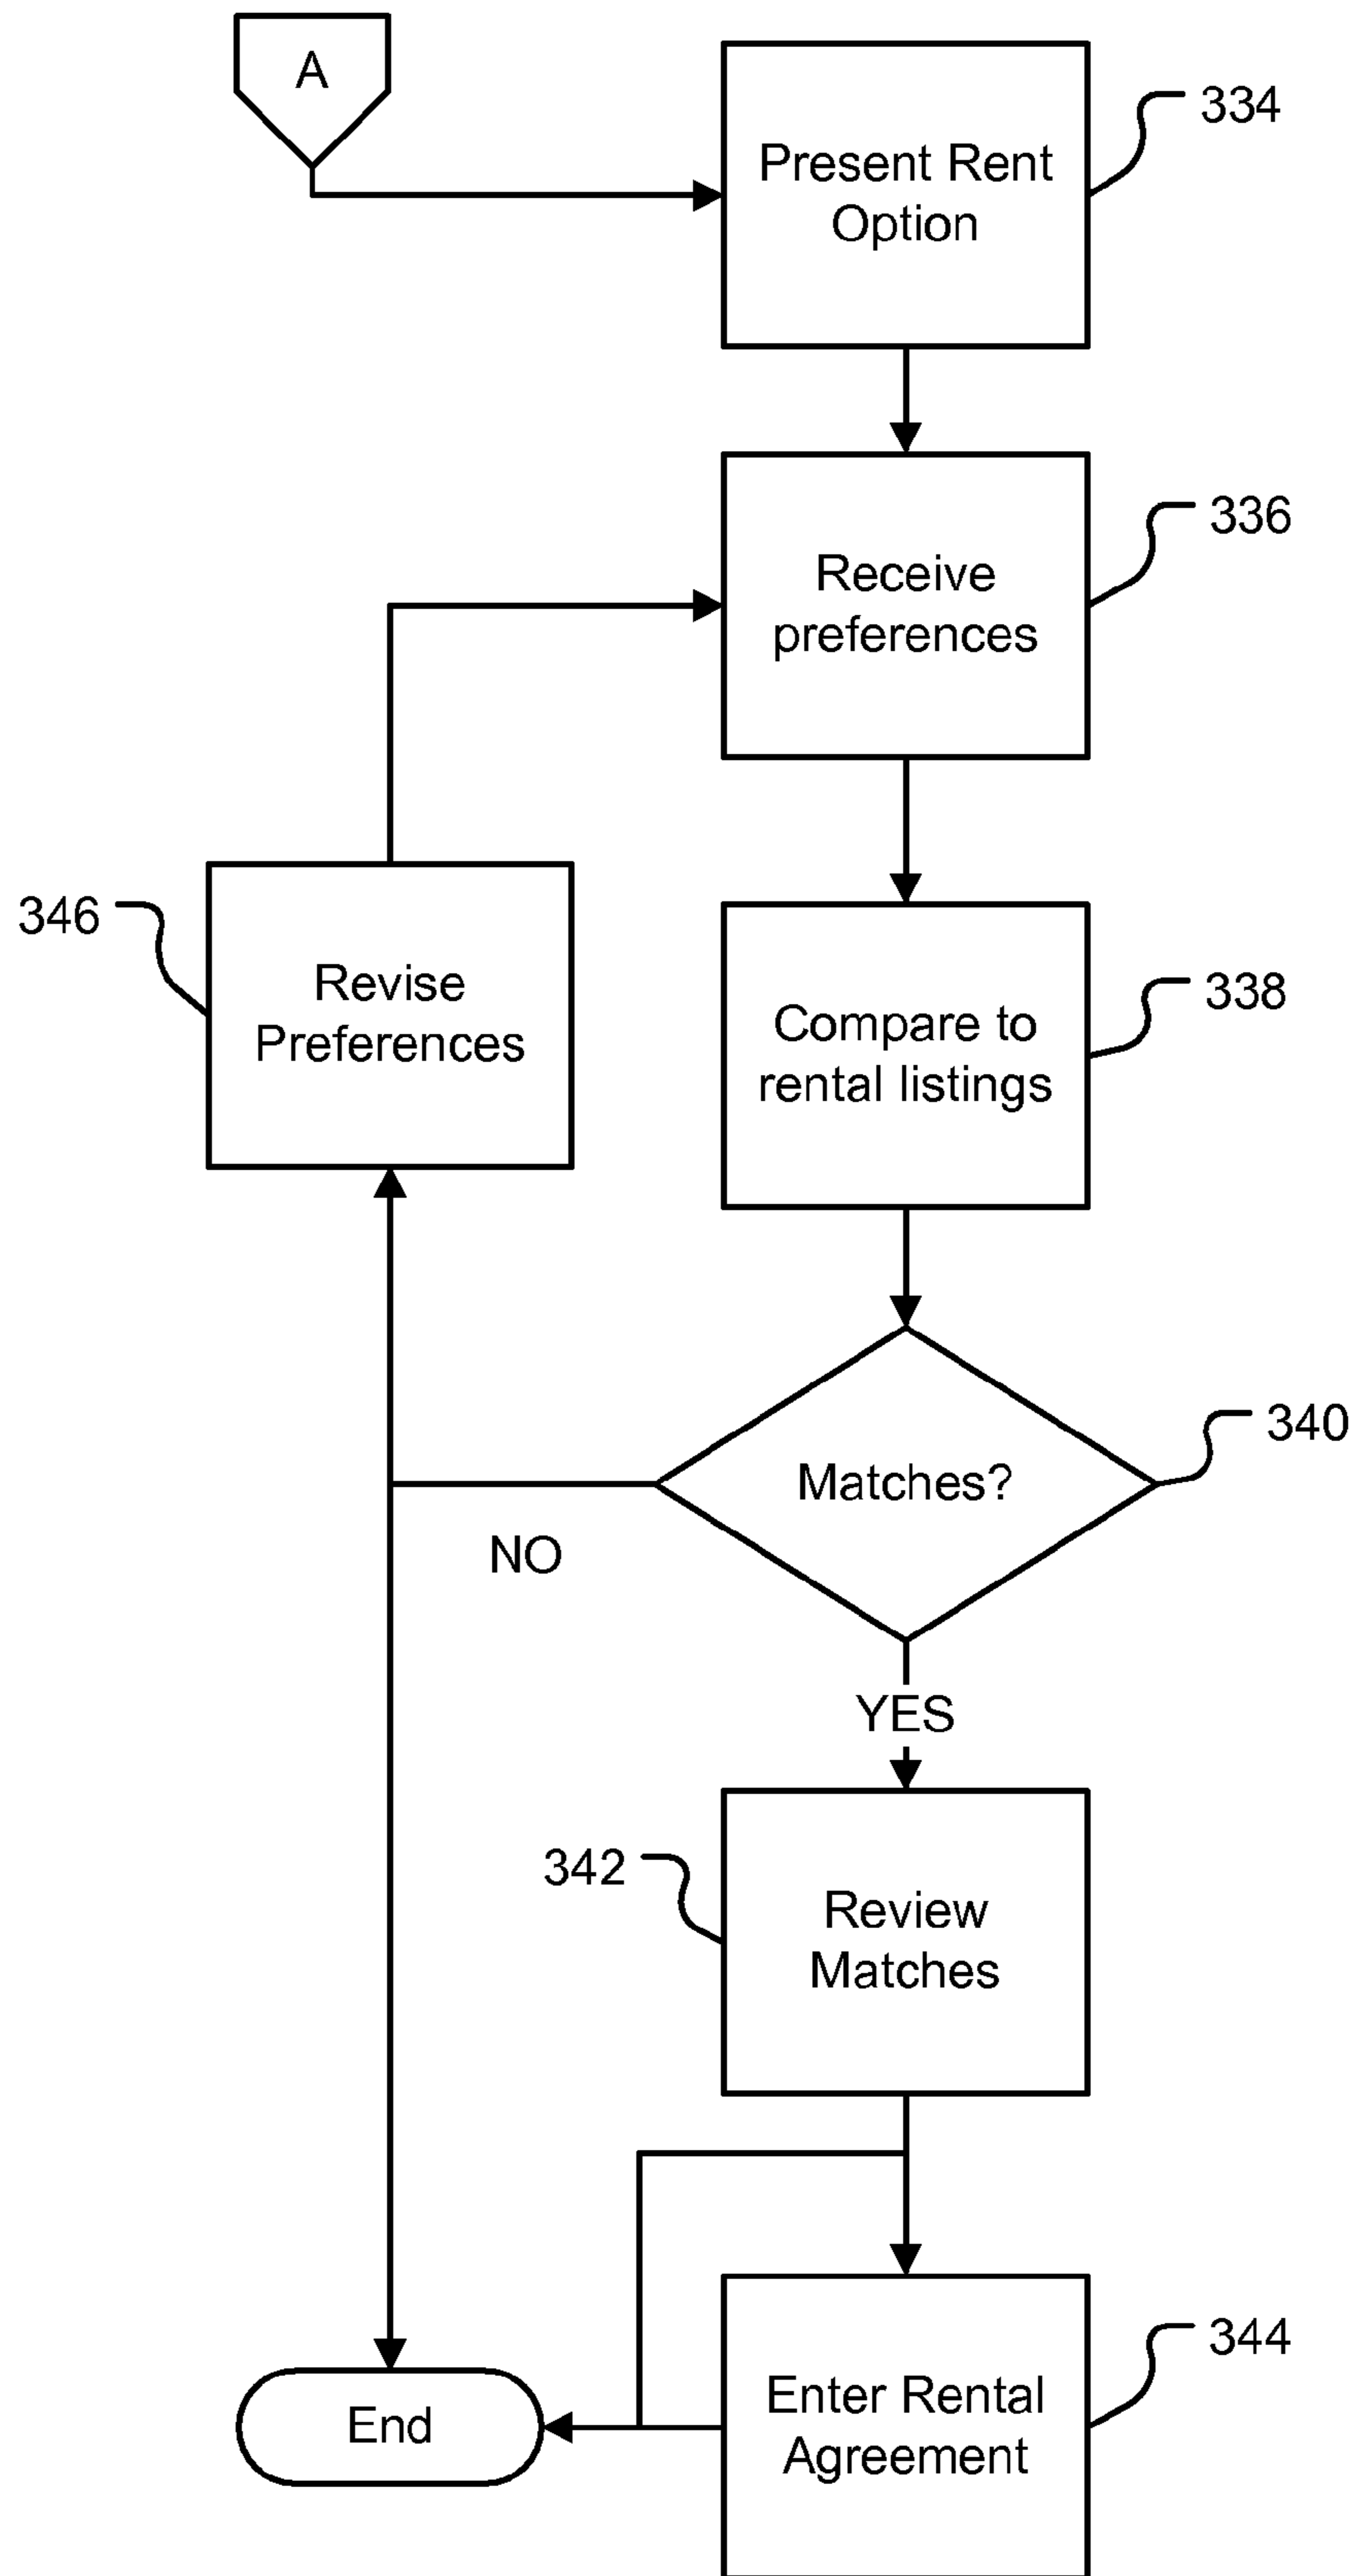 A
Present Rent
Option
334
Receive
preferences
336
346
Revise
Preferences
Compare to
rental listings
338
Matches?
340
NO
YES
342
Review
Matches
End
Enter Rental
Agreement
344